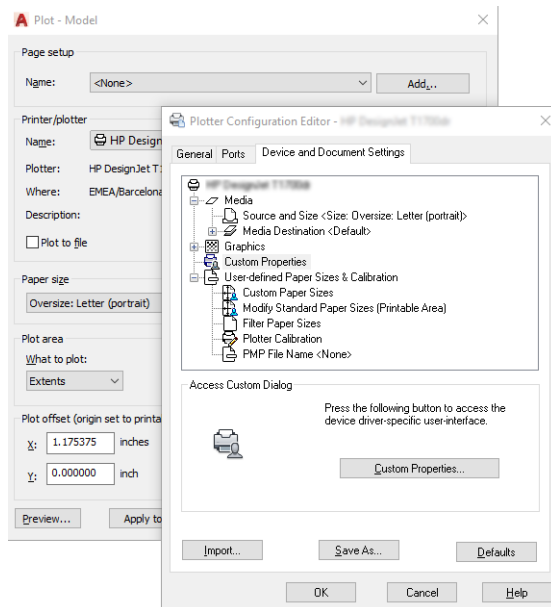 Plot - Model
Page setup
Name:
<None>
Add...
Printer/plotter
Name:
HP Design
Plotter:
HP DesignJet T
Where:
EMEA/Barcelona
Description:
Plot to file
Paper size
Oversize: Letter (portrait)
Plot area
What to plot:
Extents
Plot offset (origin set to printa
X:
1.175375
inches
Y:
0.000000
inch
Preview...
Apply to
Plotter Configuration Editor -
General
Ports
Device and Document Settings
Media
Source and Size <Size: Oversize: Letter (portrait)>
Media Destination <Default>
Graphics
Custom Properties
User-defined Paper Sizes & Calibration
Custom Paper Sizes
Modify Standard Paper Sizes (Printable Area)
Filter Paper Sizes
Plotter Calibration
PMP File Name <None>
Access Custom Dialog
Press the following button to access the
device driver-specific user-interface.
Custom Properties...
Import...
Save As...
Defaults
OK
Cancel
Help